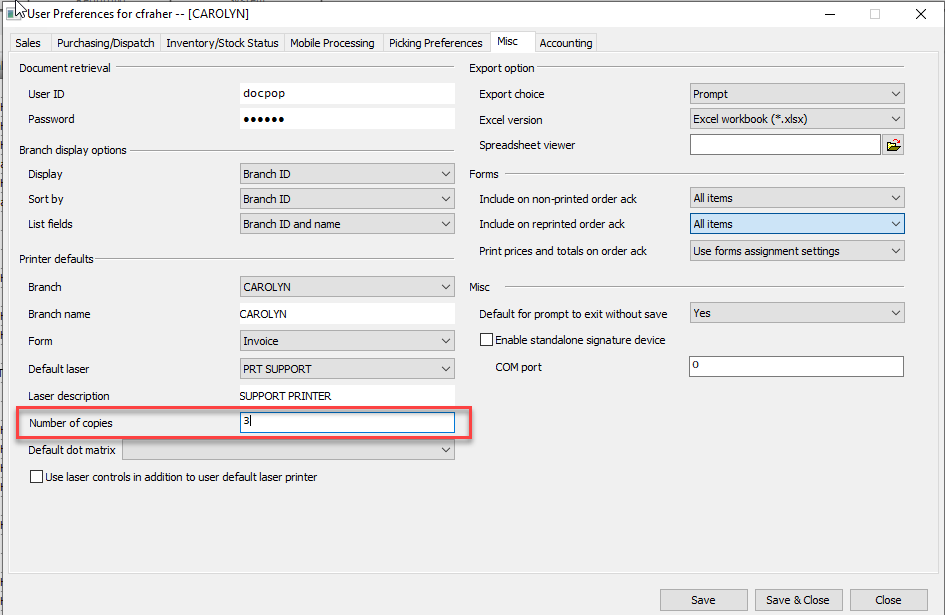 User Preferences for cfraher -- [CAROLYN]
Sales Purchasing/Dispatch Inventory/Stock Status Mobile Processing Picking Preferences Misc Accounting
Document retrieval
User ID docpop
Password ●●●●●●
Branch display options
Display Branch ID
Sort by Branch ID
List fields Branch ID and name
Printer defaults
Branch CAROLYN
Branch name CAROLYN
Form Invoice
Default laser PRT SUPPORT
Laser description SUPPORT PRINTER
Number of copies 3
Default dot matrix
Use laser controls in addition to user default laser printer
Export option
Export choice Prompt
Excel version Excel workbook (*.xlsx)
Spreadsheet viewer
Forms
Include on non-printed order ack All items
Include on reprinted order ack All items
Print prices and totals on order ack Use forms assignment settings
Misc
Default for prompt to exit without save Yes
Enable standalone signature device
COM port 0
Save Save & Close Close